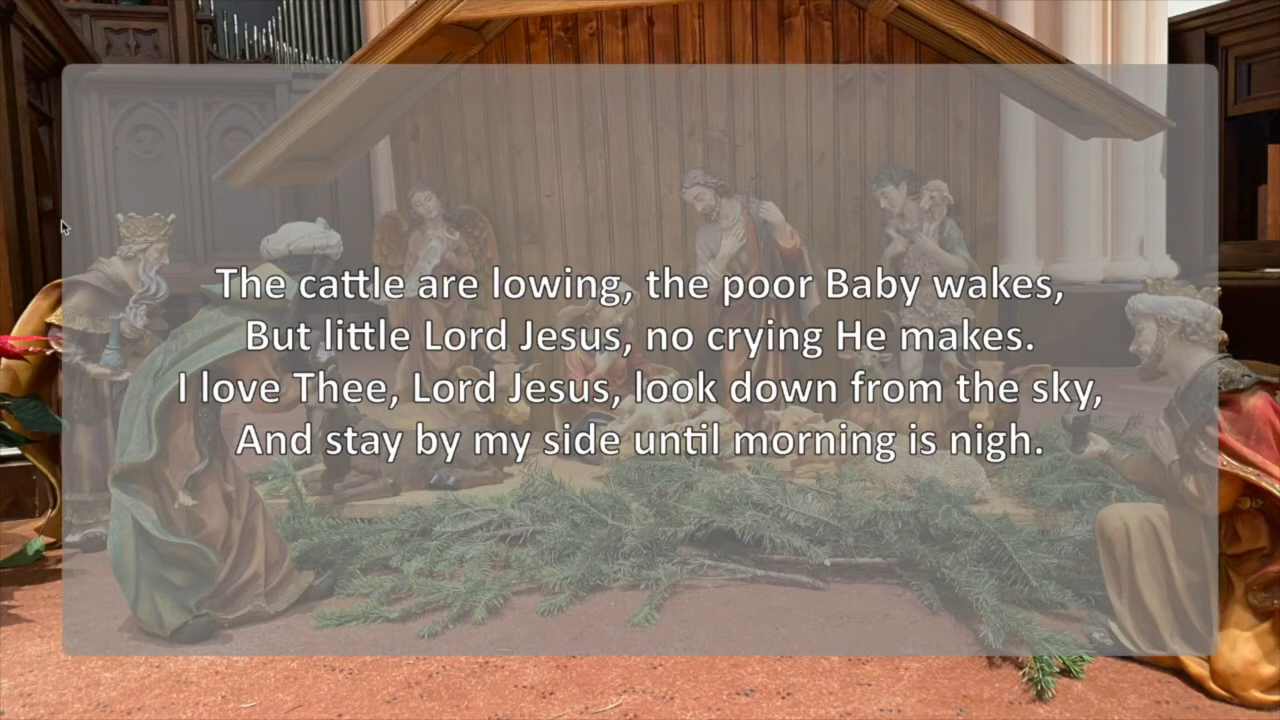 The cattle are lowing, the poor Baby wakes,
But little Lord Jesus, no crying He makes.
I love Thee, Lord Jesus, look down from the sky,
And stay by my side until morning is nigh.